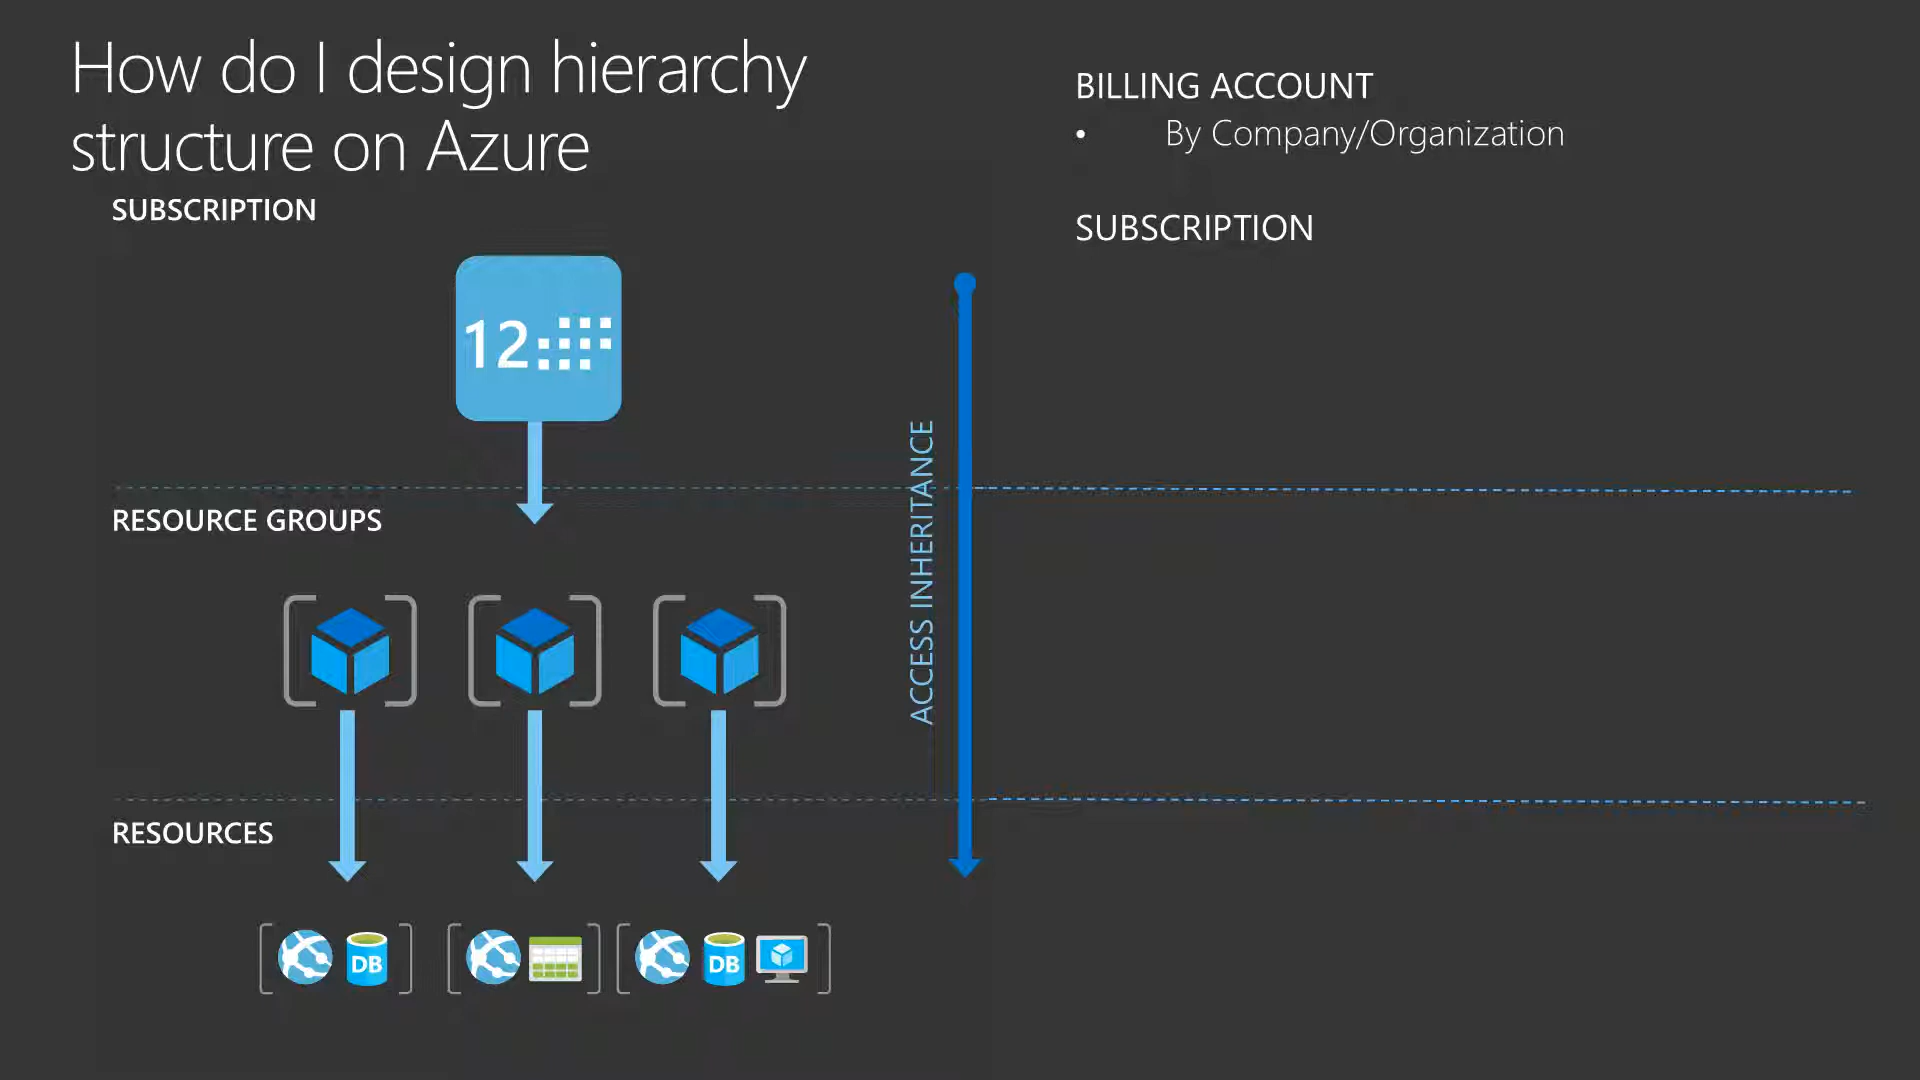 How do I design hierarchy
structure on Azure
SUBSCRIPTION
12
RESOURCE GROUPS
RESOURCES
DB
DB
ACCESS INHERITANCE
BILLING ACCOUNT
• By Company/Organization
SUBSCRIPTION